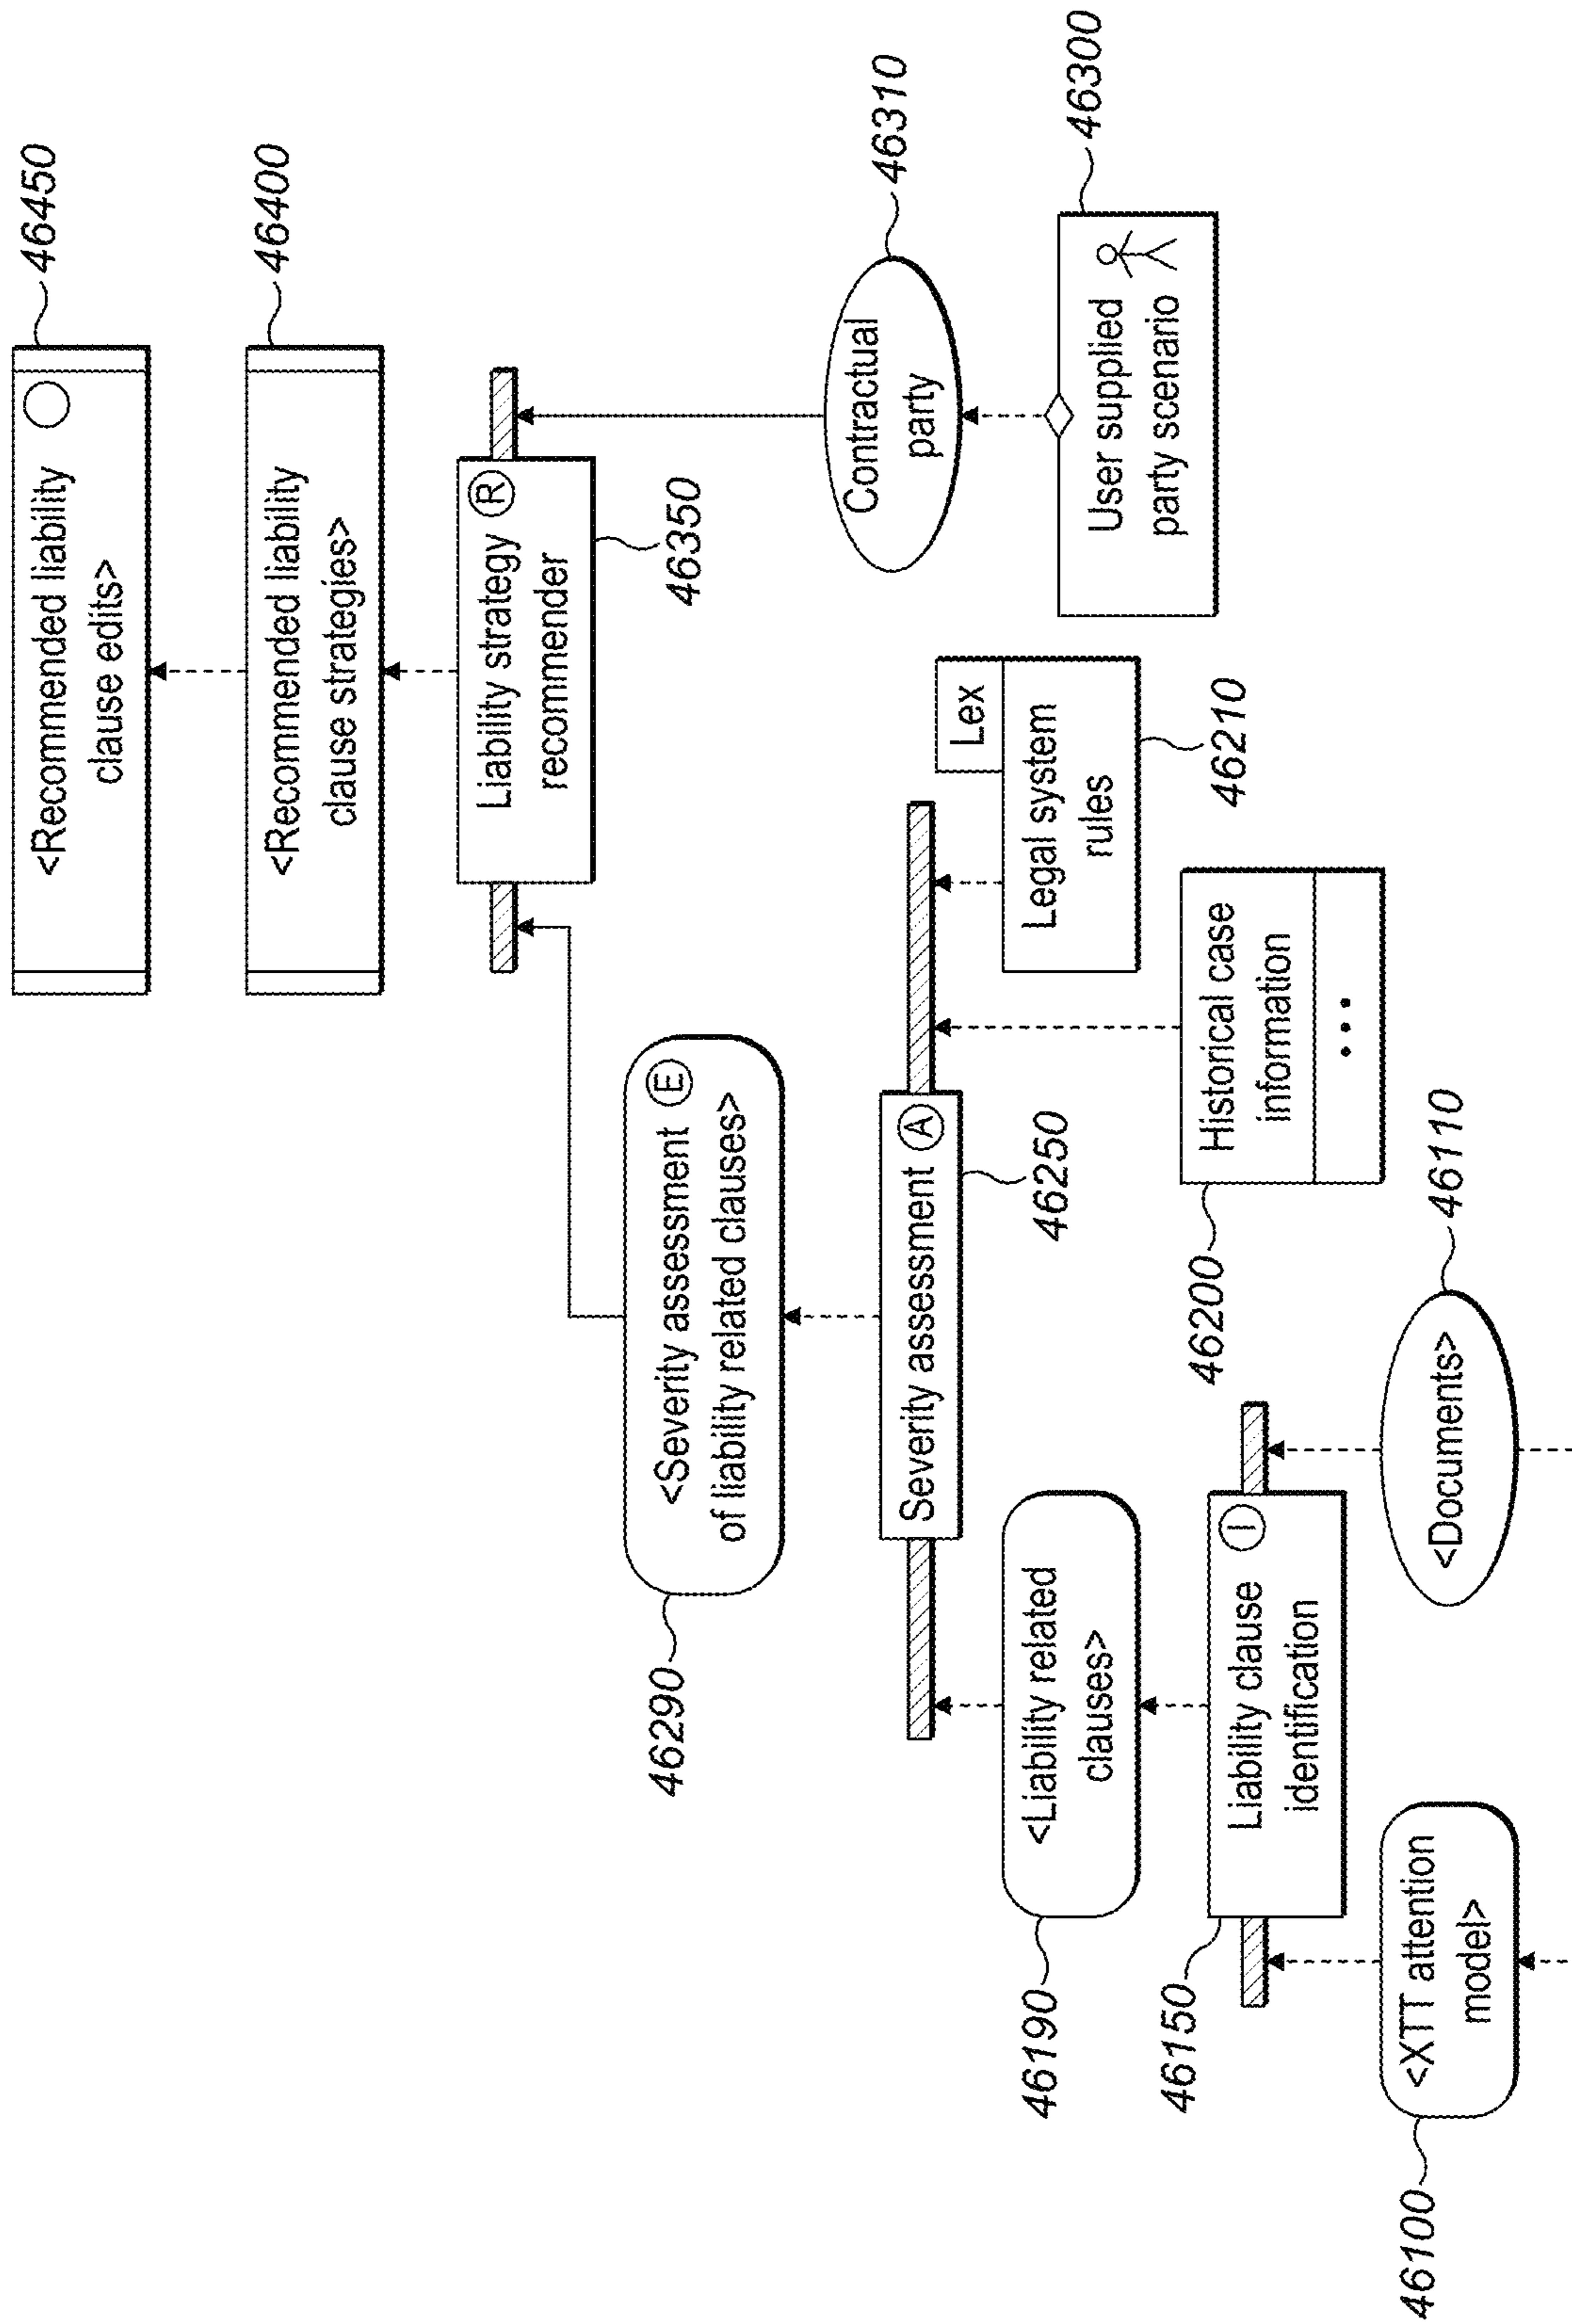 46450
<Recommended liability
clause edits>
46400
<Recommended liability
clause strategies>
Liability strategy
recommender
R
46350
46310
Contractual
party
46300
User supplied
party scenario
<Severity assessment
of liability related clauses>
E
46290
Severity assessment
A
46250
Lex
Legal system
rules
46210
Historical case
information
...
46200
<Liability related
clauses>
46190
Liability clause
identification
I
46150
<Documents>
46110
<XTT attention
model>
46100